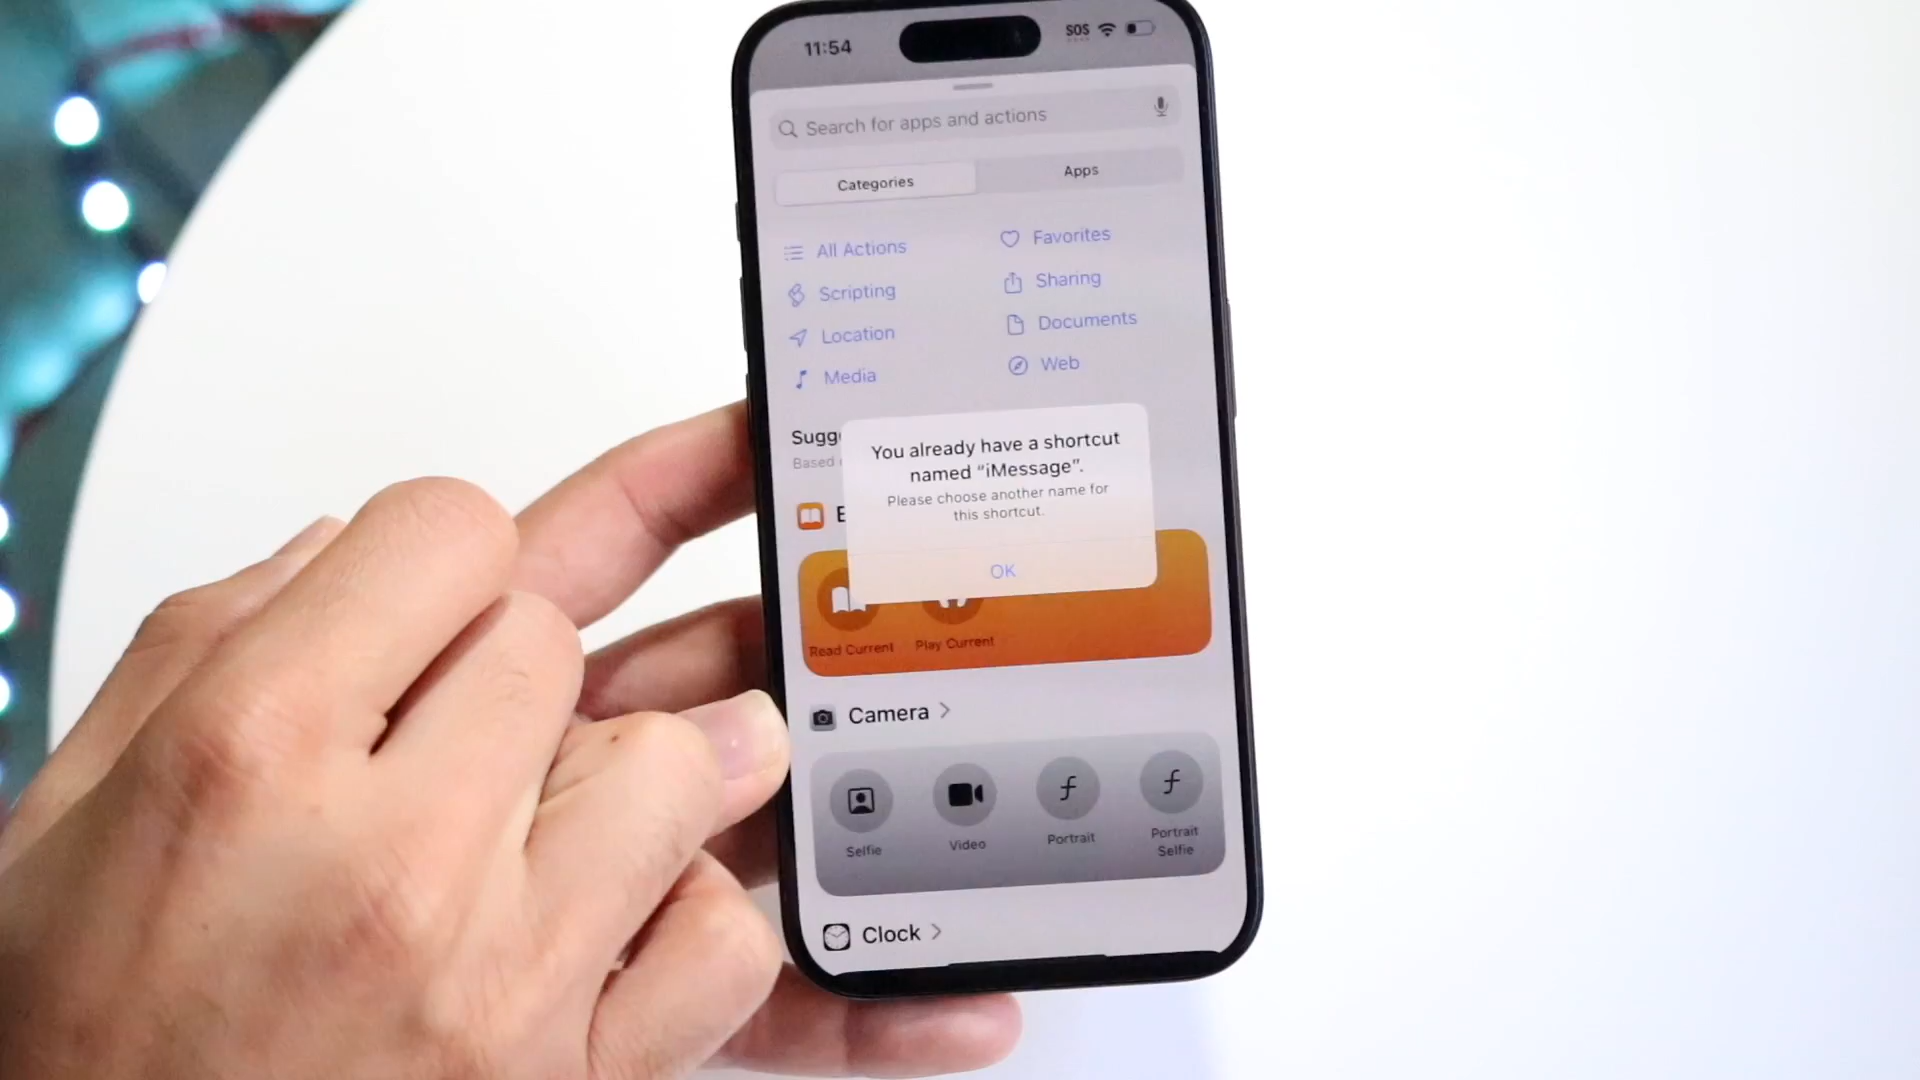 11:54
SOS
Search for apps and actions
Categories
Apps
All Actions
Favorites
Scripting
Sharing
Location
Documents
Media
Web
Sugg
Based
You already have a shortcut
named “iMessage”.
Please choose another name for
this shortcut.
OK
Read Current
Play Current
Camera
Selfie
Video
Portrait
Portrait
Selfie
Clock